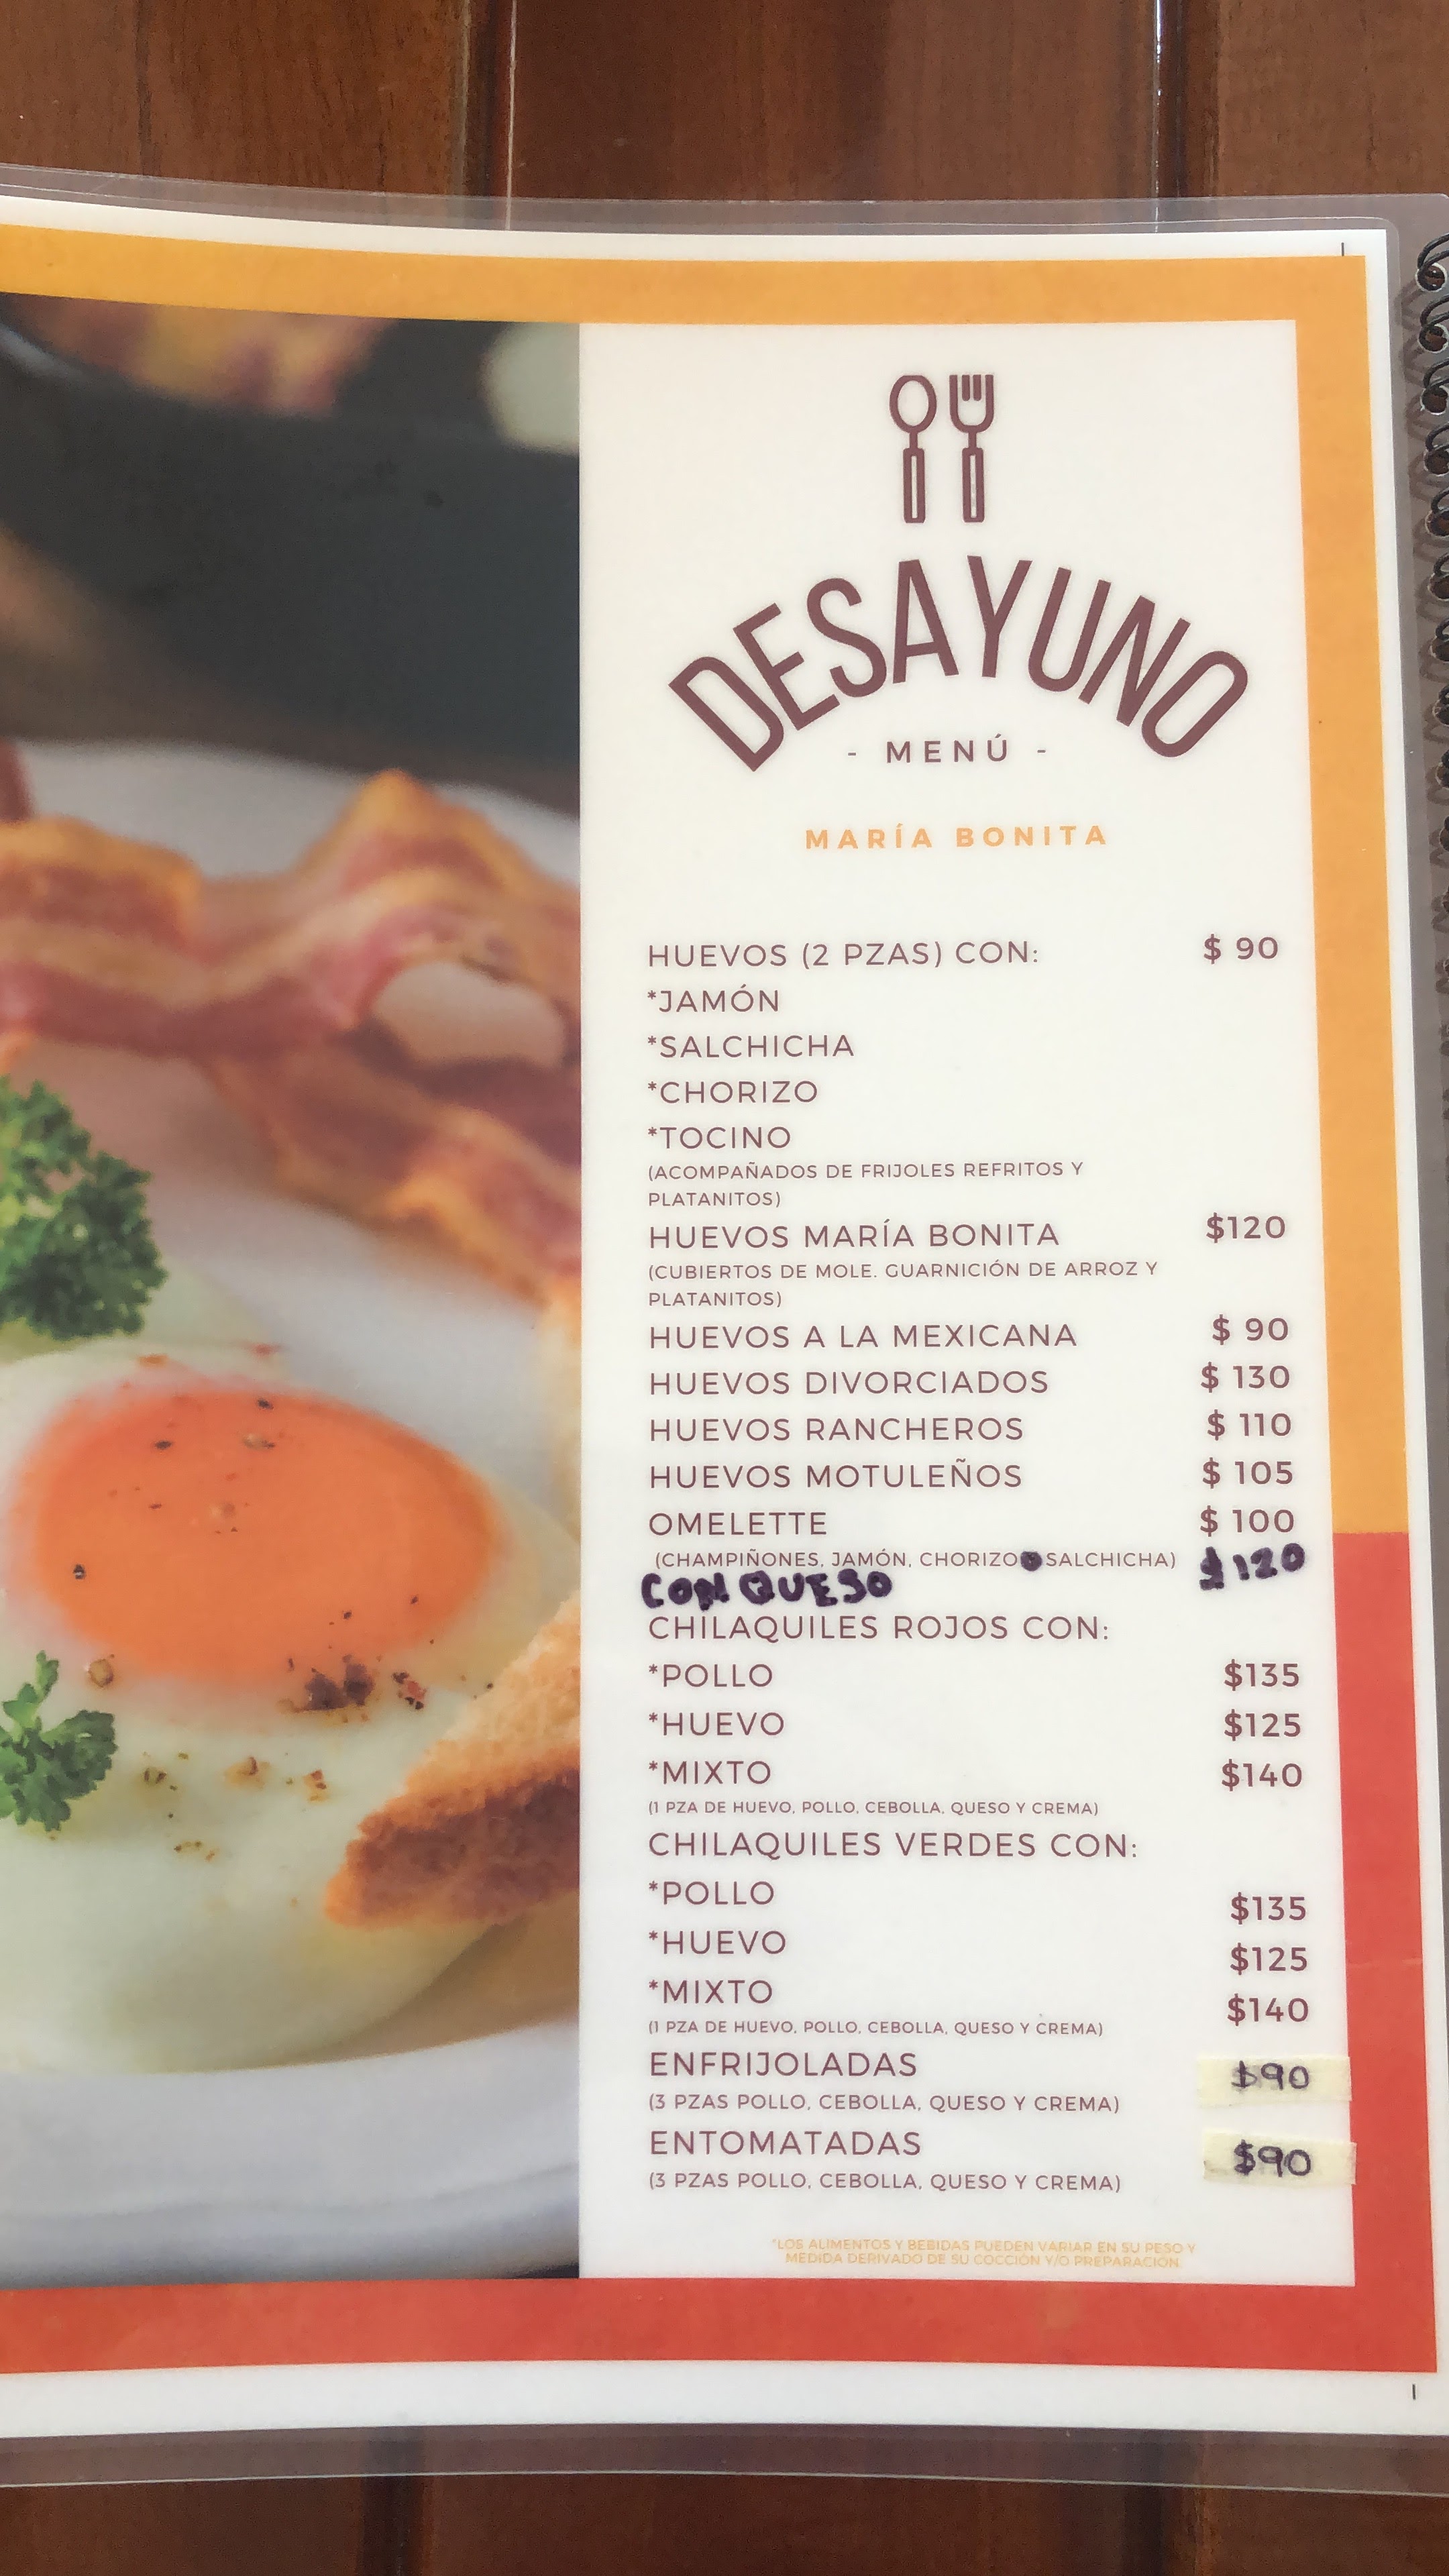 DESAYUNO
- MENÚ -
MARÍA BONITA
HUEVOS (2 PZAS) CON: $ 90
*JAMÓN
*SALCHICHA
*CHORIZO
*TOCINO
(ACOMPAÑADOS DE FRIJOLES REFRITOS Y
PLATANITOS)
HUEVOS MARÍA BONITA $120
(CUBIERTOS DE MOLE. GUARNICIÓN DE ARROZ Y
PLATANITOS)
HUEVOS A LA MEXICANA $ 90
HUEVOS DIVORCIADOS $ 130
HUEVOS RANCHEROS $ 110
HUEVOS MOTULEÑOS $ 105
OMELETTE $ 100
(CHAMPIÑONES, JAMÓN, CHORIZO SALCHICHA)
CON QUESO $120
CHILAQUILES ROJOS CON:
*POLLO $135
*HUEVO $125
*MIXTO $140
(1 PZA DE HUEVO, POLLO, CEBOLLA, QUESO Y CREMA)
CHILAQUILES VERDES CON:
*POLLO $135
*HUEVO $125
*MIXTO $140
(1 PZA DE HUEVO, POLLO, CEBOLLA, QUESO Y CREMA)
ENFRIJOLADAS $90
(3 PZAS POLLO, CEBOLLA, QUESO Y CREMA)
ENTOMATADAS $90
(3 PZAS POLLO, CEBOLLA, QUESO Y CREMA)
*LOS ALIMENTOS Y BEBIDAS PUEDEN VARIAR EN SU PESO Y
MEDIDA DERIVADO DE SU COCCIÓN Y/O PREPARACIÓN.